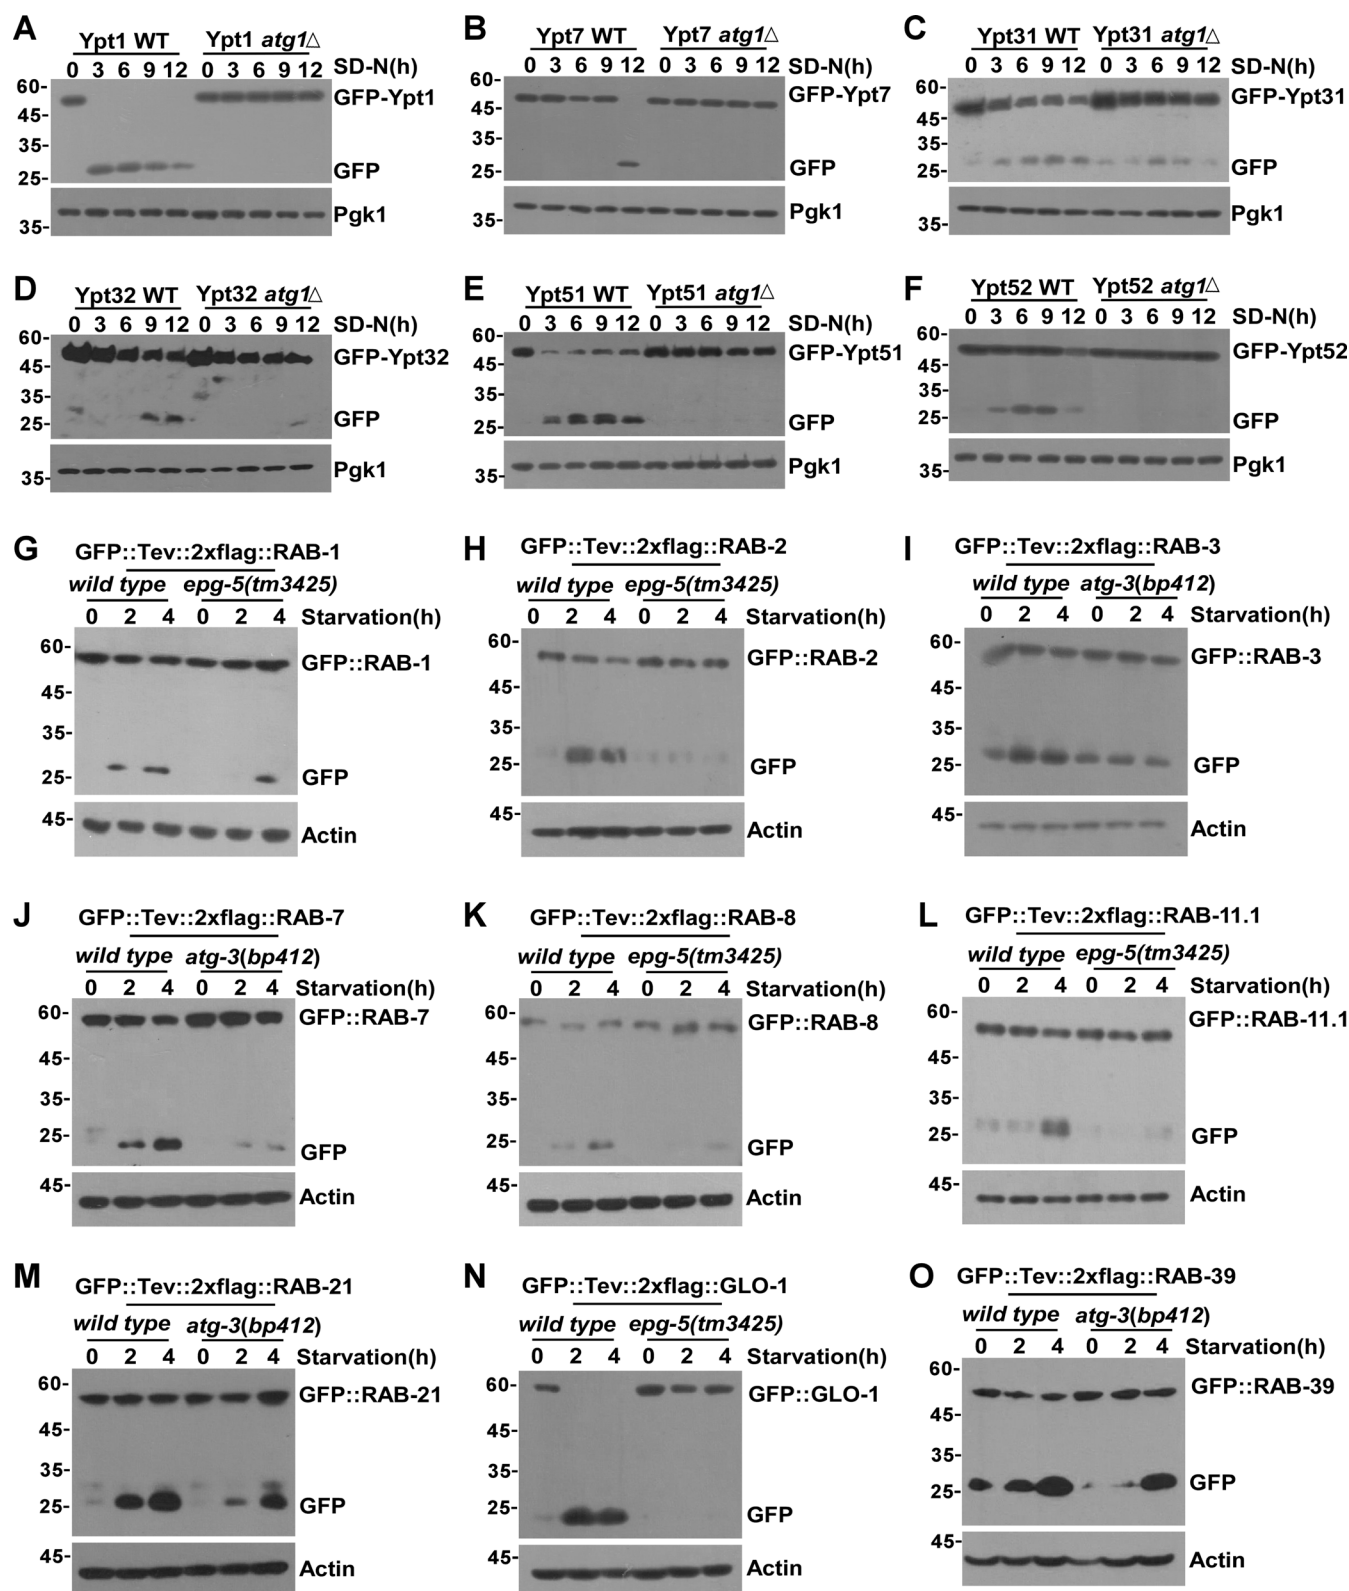 A
Ypt1 WT Ypt1 atg1△
0 3 6 9 12 0 3 6 9 12 SD-N(h)
60-
GFP-Ypt1
45-
35-
25-
GFP
35-
Pgk1
B
Ypt7 WT Ypt7 atg1△
0 3 6 9 12 0 3 6 9 12 SD-N(h)
60-
GFP-Ypt7
45-
35-
25-
GFP
35-
Pgk1
C
Ypt31 WT Ypt31 atg1△
0 3 6 9 12 0 3 6 9 12 SD-N(h)
60-
GFP-Ypt31
45-
35-
25-
GFP
35-
Pgk1
D
Ypt32 WT Ypt32 atg1△
0 3 6 9 12 0 3 6 9 12 SD-N(h)
60-
GFP-Ypt32
45-
35-
25-
GFP
35-
Pgk1
E
Ypt51 WT Ypt51 atg1△
0 3 6 9 12 0 3 6 9 12 SD-N(h)
60-
GFP-Ypt51
45-
35-
25-
GFP
35-
Pgk1
F
Ypt52 WT Ypt52 atg1△
0 3 6 9 12 0 3 6 9 12 SD-N(h)
60-
GFP-Ypt52
45-
35-
25-
GFP
35-
Pgk1
G
GFP::Tev::2xflag::RAB-1
wild type epg-5(tm3425)
0 2 4 0 2 4 Starvation(h)
60-
GFP::RAB-1
45-
35-
25-
GFP
45-
Actin
H
GFP::Tev::2xflag::RAB-2
wild type epg-5(tm3425)
0 2 4 0 2 4 Starvation(h)
60-
GFP::RAB-2
45-
35-
25-
GFP
45-
Actin
I
GFP::Tev::2xflag::RAB-3
wild type atg-3(bp412)
0 2 4 0 2 4 Starvation(h)
60-
GFP::RAB-3
45-
35-
25-
GFP
45-
Actin
J
GFP::Tev::2xflag::RAB-7
wild type atg-3(bp412)
0 2 4 0 2 4 Starvation(h)
60-
GFP::RAB-7
45-
35-
25-
GFP
45-
Actin
K
GFP::Tev::2xflag::RAB-8
wild type epg-5(tm3425)
0 2 4 0 2 4 Starvation(h)
60-
GFP::RAB-8
45-
35-
25-
GFP
45-
Actin
L
GFP::Tev::2xflag::RAB-11.1
wild type epg-5(tm3425)
0 2 4 0 2 4 Starvation(h)
60-
GFP::RAB-11.1
45-
35-
25-
GFP
45-
Actin
M
GFP::Tev::2xflag::RAB-21
wild type atg-3(bp412)
0 2 4 0 2 4 Starvation(h)
60-
GFP::RAB-21
45-
35-
25-
GFP
45-
Actin
N
GFP::Tev::2xflag::GLO-1
wild type epg-5(tm3425)
0 2 4 0 2 4 Starvation(h)
60-
GFP::GLO-1
45-
35-
25-
GFP
45-
Actin
O
GFP::Tev::2xflag::RAB-39
wild type atg-3(bp412)
0 2 4 0 2 4 Starvation(h)
60-
GFP::RAB-39
45-
35-
25-
GFP
45-
Actin